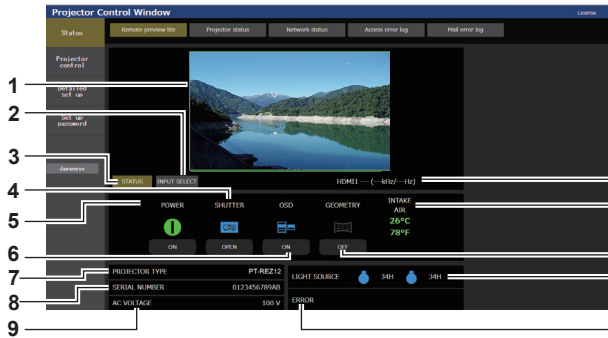 Projector Control Window
License
Status
Remote preview lite
Projector status
Network status
Access error log
Mail error log
Projector
control
Detailed
set up
Set up
password
Japanese
1
2
3
4
5
6
7
8
9
STATUS
INPUT SELECT
HDMI1 --- (---kHz/---Hz)
POWER
SHUTTER
OSD
GEOMETRY
INTAKE
AIR
26°C
78°F
ON
OPEN
ON
OFF
PROJECTOR TYPE PT-REZ12
SERIAL NUMBER 0123456789AB
AC VOLTAGE 100 V
LIGHT SOURCE 34H 34H
ERROR